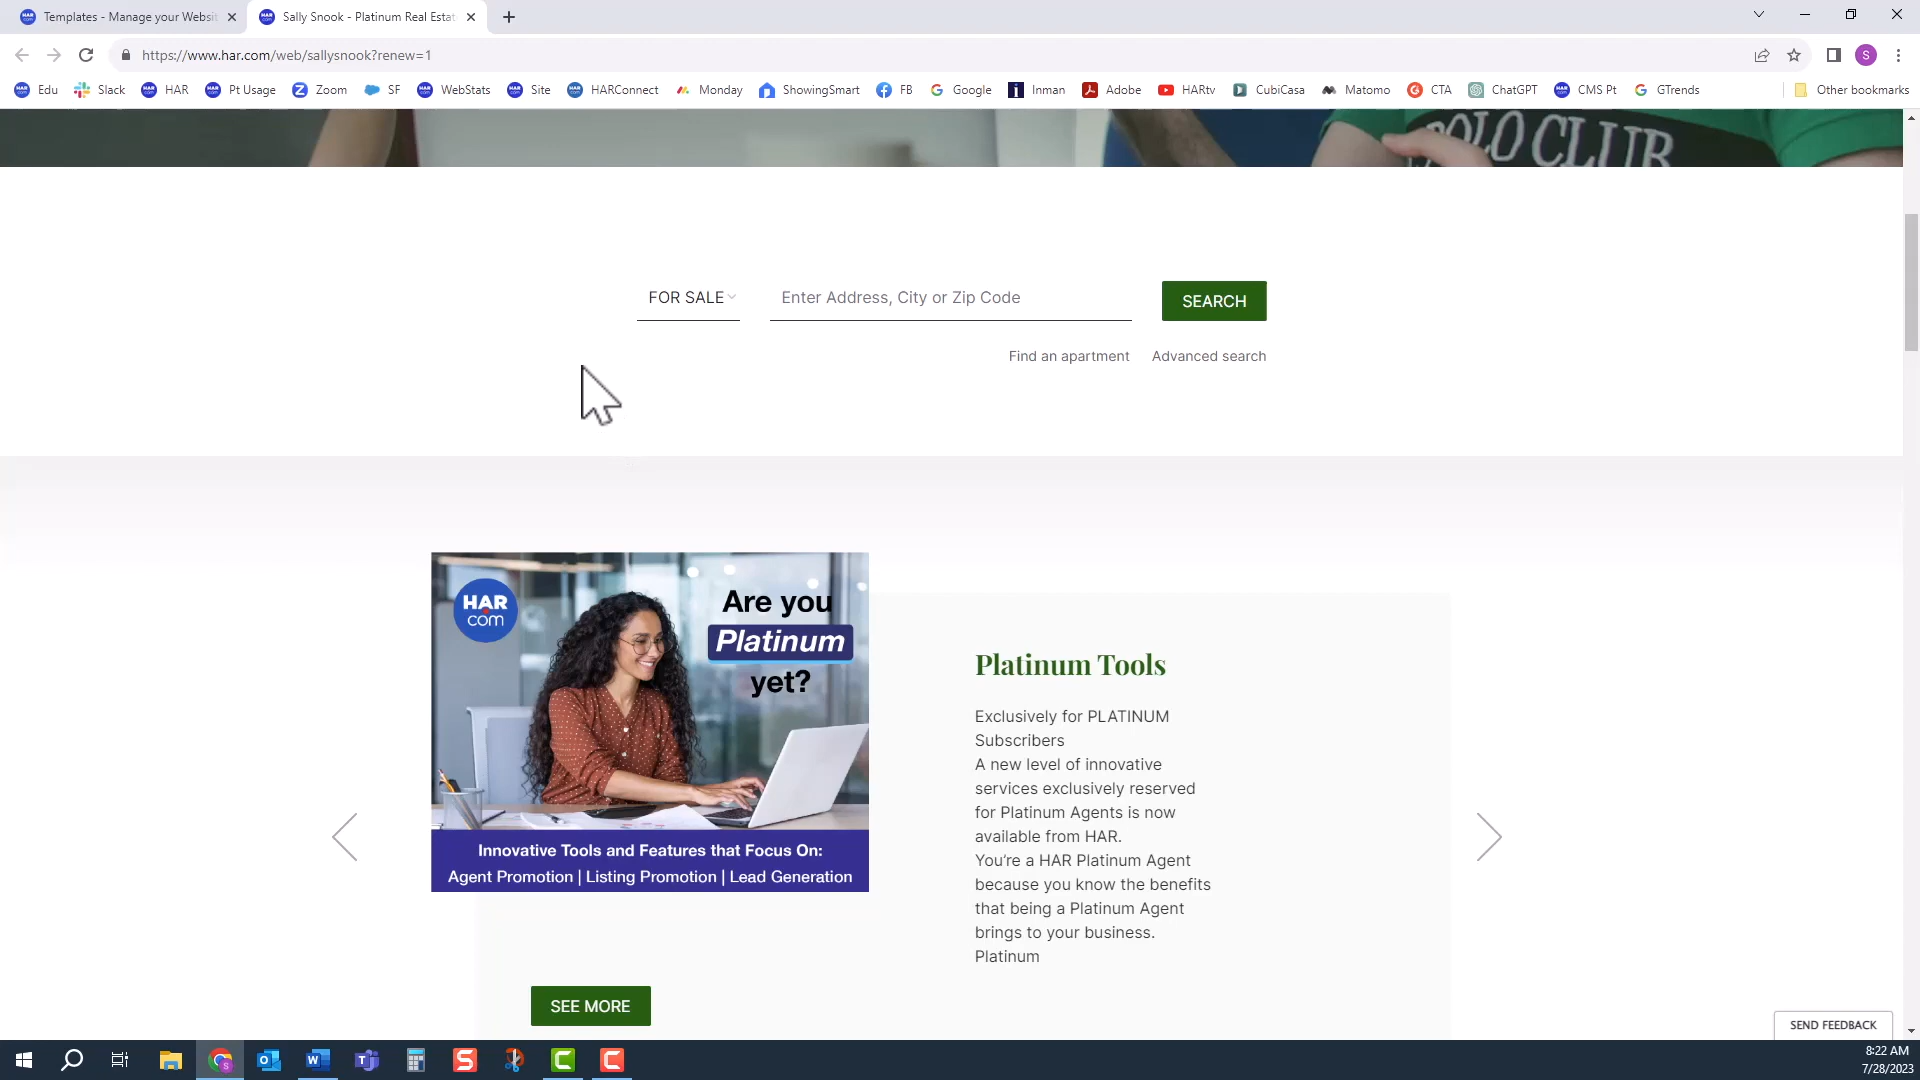 Templates - Manage your Websit
Sally Snook - Platinum Real Estat
https://www.har.com/web/sallysnook?renew=1
S
Edu
Slack
HAR
Pt Usage
Zoom
SF
WebStats
Site
HARConnect
Monday
ShowingSmart
FB
Google
Inman
Adobe
HARtv
CubiCasa
Matomo
CTA
ChatGPT
CMS Pt
GTrends
Other bookmarks
POLO CLUB
FOR SALE
Enter Address, City or Zip Code
SEARCH
Find an apartment
Advanced search
HAR
com
Are you
Platinum
yet?
Innovative Tools and Features that Focus On:
Agent Promotion | Listing Promotion | Lead Generation
Platinum Tools
Exclusively for PLATINUM
Subscribers
A new level of innovative
services exclusively reserved
for Platinum Agents is now
available from HAR.
You're a HAR Platinum Agent
because you know the benefits
that being a Platinum Agent
brings to your business.
Platinum
SEE MORE
SEND FEEDBACK
8:22 AM
7/28/2023